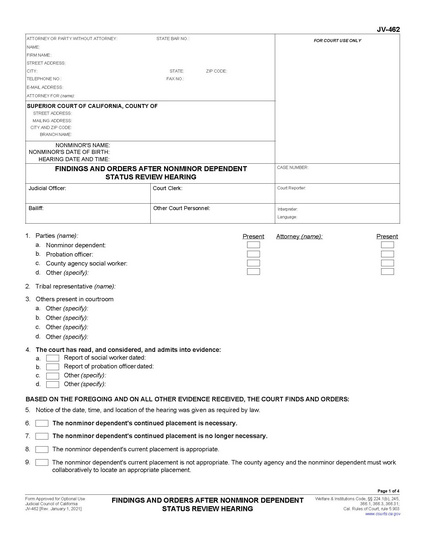 JV-462
ATTORNEY OR PARTY WITHOUT ATTORNEY: STATE BAR NO.:
FOR COURT USE ONLY
NAME:
FIRM NAME:
STREET ADDRESS:
CITY: STATE: ZIP CODE:
TELEPHONE NO.: FAX NO.:
E-MAIL ADDRESS:
ATTORNEY FOR (name):
SUPERIOR COURT OF CALIFORNIA, COUNTY OF
STREET ADDRESS:
MAILING ADDRESS:
CITY AND ZIP CODE:
BRANCH NAME:
NONMINOR'S NAME:
NONMINOR'S DATE OF BIRTH:
HEARING DATE AND TIME:
FINDINGS AND ORDERS AFTER NONMINOR DEPENDENT
STATUS REVIEW HEARING
CASE NUMBER:
Judicial Officer: Court Clerk: Court Reporter:
Bailiff: Other Court Personnel: Interpreter:
Language:
1. Parties (name): Present Attorney (name): Present
a. Nonminor dependent:
b. Probation officer:
c. County agency social worker:
d. Other (specify):
2. Tribal representative (name):
3. Others present in courtroom
a. Other (specify):
b. Other (specify):
c. Other (specify):
d. Other (specify):
4. The court has read, and considered, and admits into evidence:
a. Report of social worker dated:
b. Report of probation officer dated:
c. Other (specify):
d. Other (specify):
BASED ON THE FOREGOING AND ON ALL OTHER EVIDENCE RECEIVED, THE COURT FINDS AND ORDERS:
5. Notice of the date, time, and location of the hearing was given as required by law.
6. The nonminor dependent's continued placement is necessary.
7. The nonminor dependent's continued placement is no longer necessary.
8. The nonminor dependent's current placement is appropriate.
9. The nonminor dependent's current placement is not appropriate. The county agency and the nonminor dependent must work
collaboratively to locate an appropriate placement.
Page 1 of 4
Form Approved for Optional Use
Judicial Council of California
JV-462 [Rev. January 1, 2021]
FINDINGS AND ORDERS AFTER NONMINOR DEPENDENT
STATUS REVIEW HEARING
Welfare & Institutions Code, §§ 224.1(b), 295,
366.1, 366.3, 366.31;
Cal. Rules of Court, rule 5.903
www.courts.ca.gov